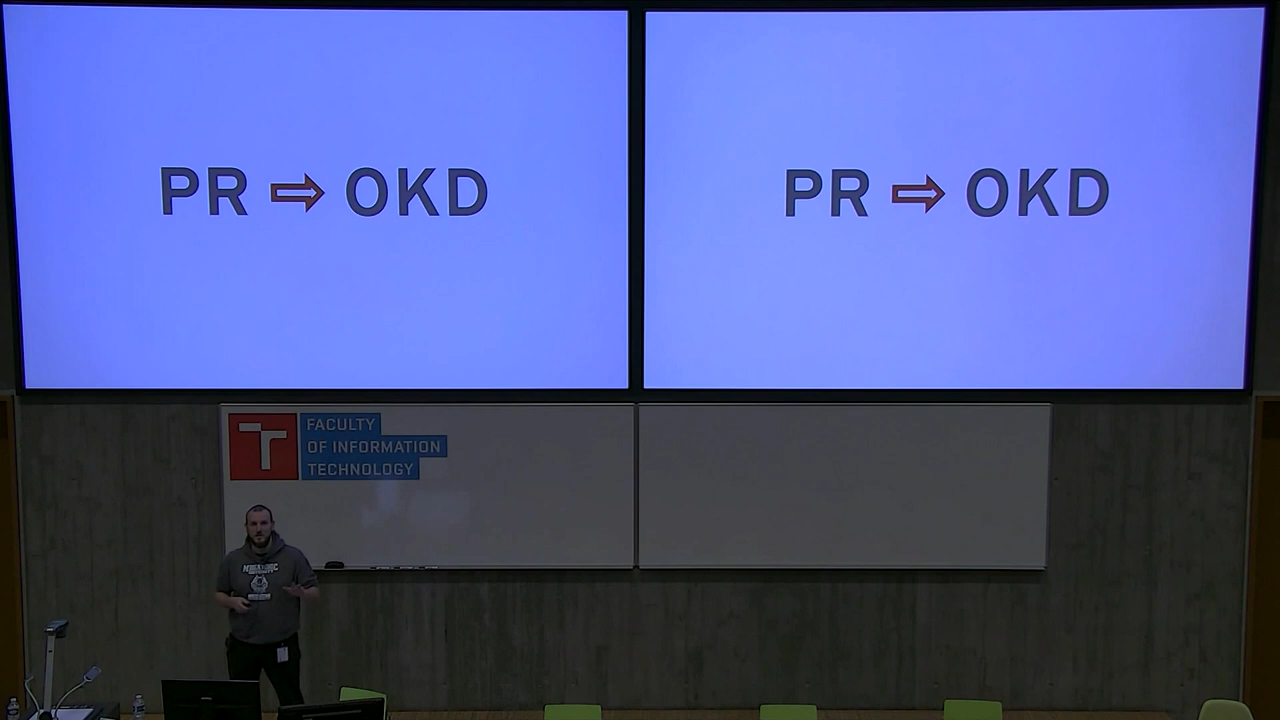 PR ⇨ OKD
PR ⇨ OKD
T
FACULTY
OF INFORMATION
TECHNOLOGY